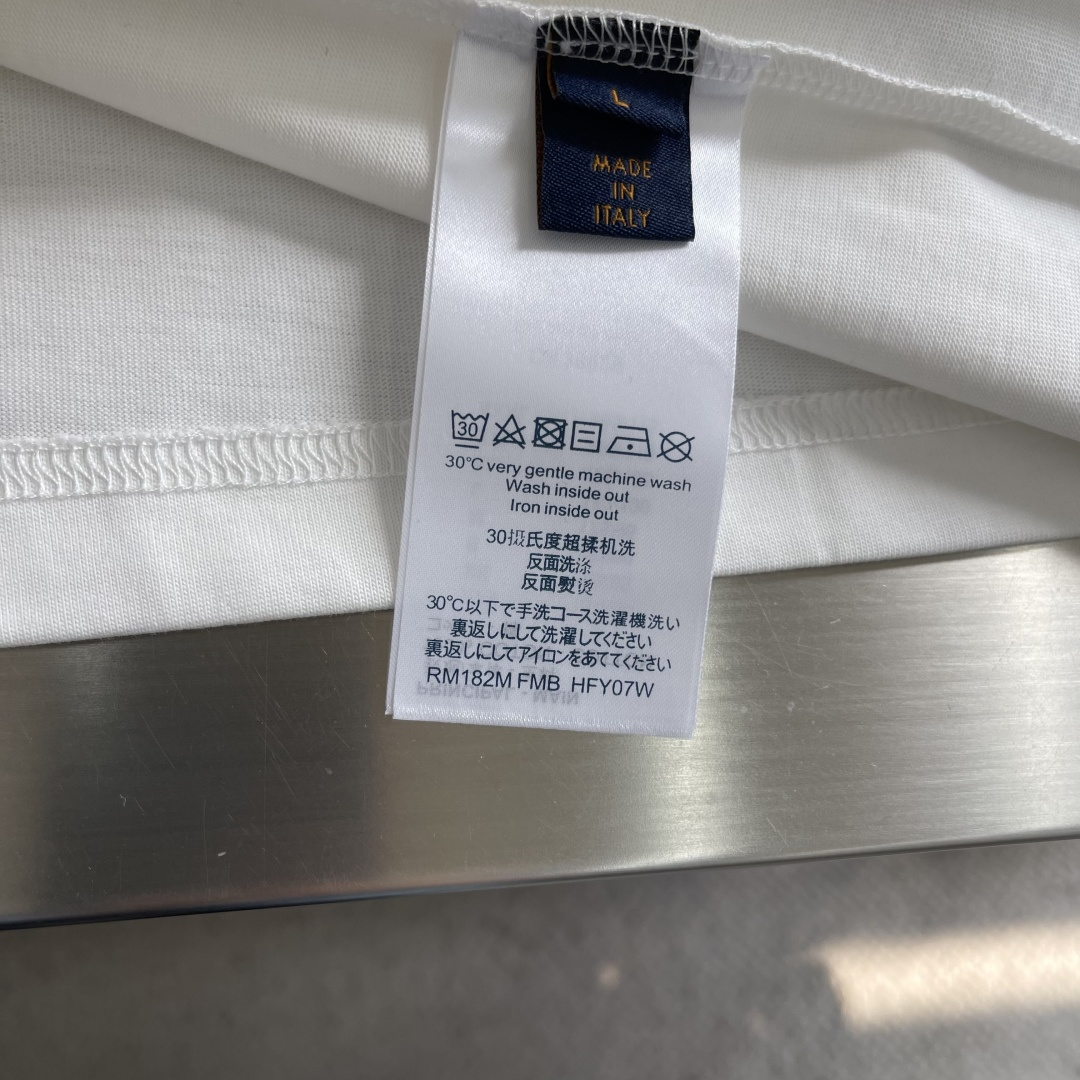 L
MADE
IN
ITALY
30
30℃ very gentle machine wash
Wash inside out
Iron inside out
30摄氏度超揉机洗
反面洗涤
反面熨烫
30℃以下で手洗コース洗濯機洗い
裏返しにして洗濯してください
裏返しにしてアイロンをあててください
RM182M FMB HFY07W
PRINCIPAL - MAIN